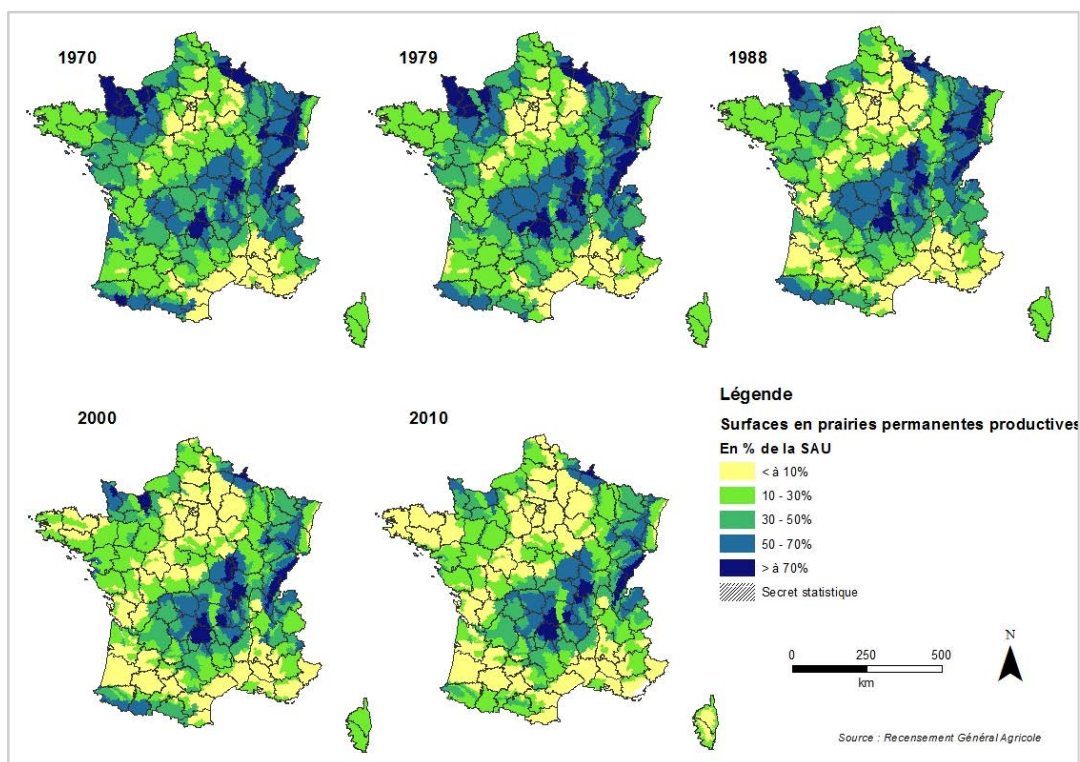 1970
1979
1988
2000
2010
Légende
Surfaces en prairies permanentes productives
En % de la SAU
< à 10%
10 - 30%
30 - 50%
50 - 70%
> à 70%
Secret statistique
N
0 250 500
km
Source : Recensement Général Agricole